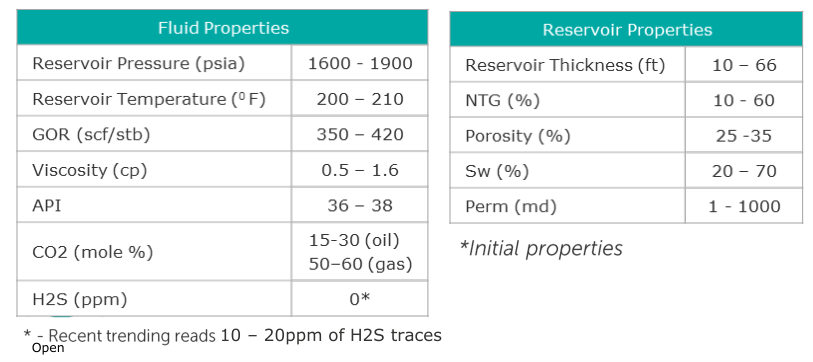 Fluid Properties
Reservoir Pressure (psia) 1600 - 1900
Reservoir Temperature (⁰ F) 200 – 210
GOR (scf/stb) 350 – 420
Viscosity (cp) 0.5 – 1.6
API 36 – 38
CO2 (mole %) 15-30 (oil)
50–60 (gas)
H2S (ppm) 0*
* - Recent trending reads 10 – 20ppm of H2S traces
Open
Reservoir Properties
Reservoir Thickness (ft) 10 – 66
NTG (%) 10 - 60
Porosity (%) 25 -35
Sw (%) 20 – 70
Perm (md) 1 - 1000
*Initial properties